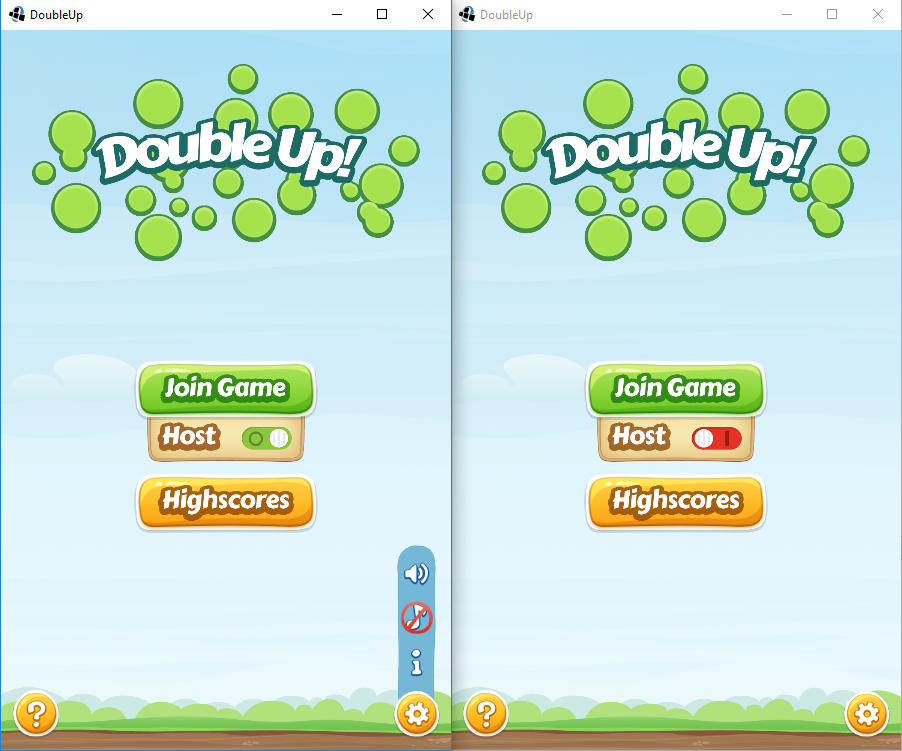 DoubleUp
Double Up!
Join Game
Host
Highscores
?
i
DoubleUp
Double Up!
Join Game
Host
Highscores
?